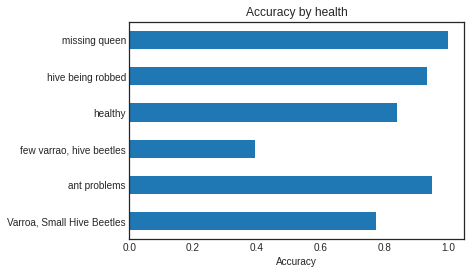 Accuracy by health
missing queen
hive being robbed
healthy
few varrao, hive beetles
ant problems
Varroa, Small Hive Beetles
0.0 0.2 0.4 0.6 0.8 1.0
Accuracy